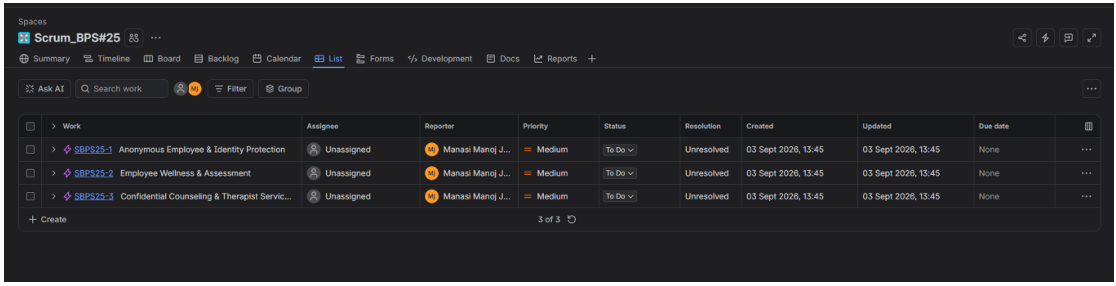 Spaces
Scrum_BPS#25
Summary Timeline Board Backlog Calendar List Forms Development Docs Reports
Ask AI Search work MJ Filter Group
Work Assignee Reporter Priority Status Resolution Created Updated Due date
SBPS25-1 Anonymous Employee & Identity Protection Unassigned MJ Manasi Manoj J... Medium To Do Unresolved 03 Sept 2026, 13:45 03 Sept 2026, 13:45 None
SBPS25-2 Employee Wellness & Assessment Unassigned MJ Manasi Manoj J... Medium To Do Unresolved 03 Sept 2026, 13:45 03 Sept 2026, 13:45 None
SBPS25-3 Confidential Counseling & Therapist Servic... Unassigned MJ Manasi Manoj J... Medium To Do Unresolved 03 Sept 2026, 13:45 03 Sept 2026, 13:45 None
+ Create 3 of 3